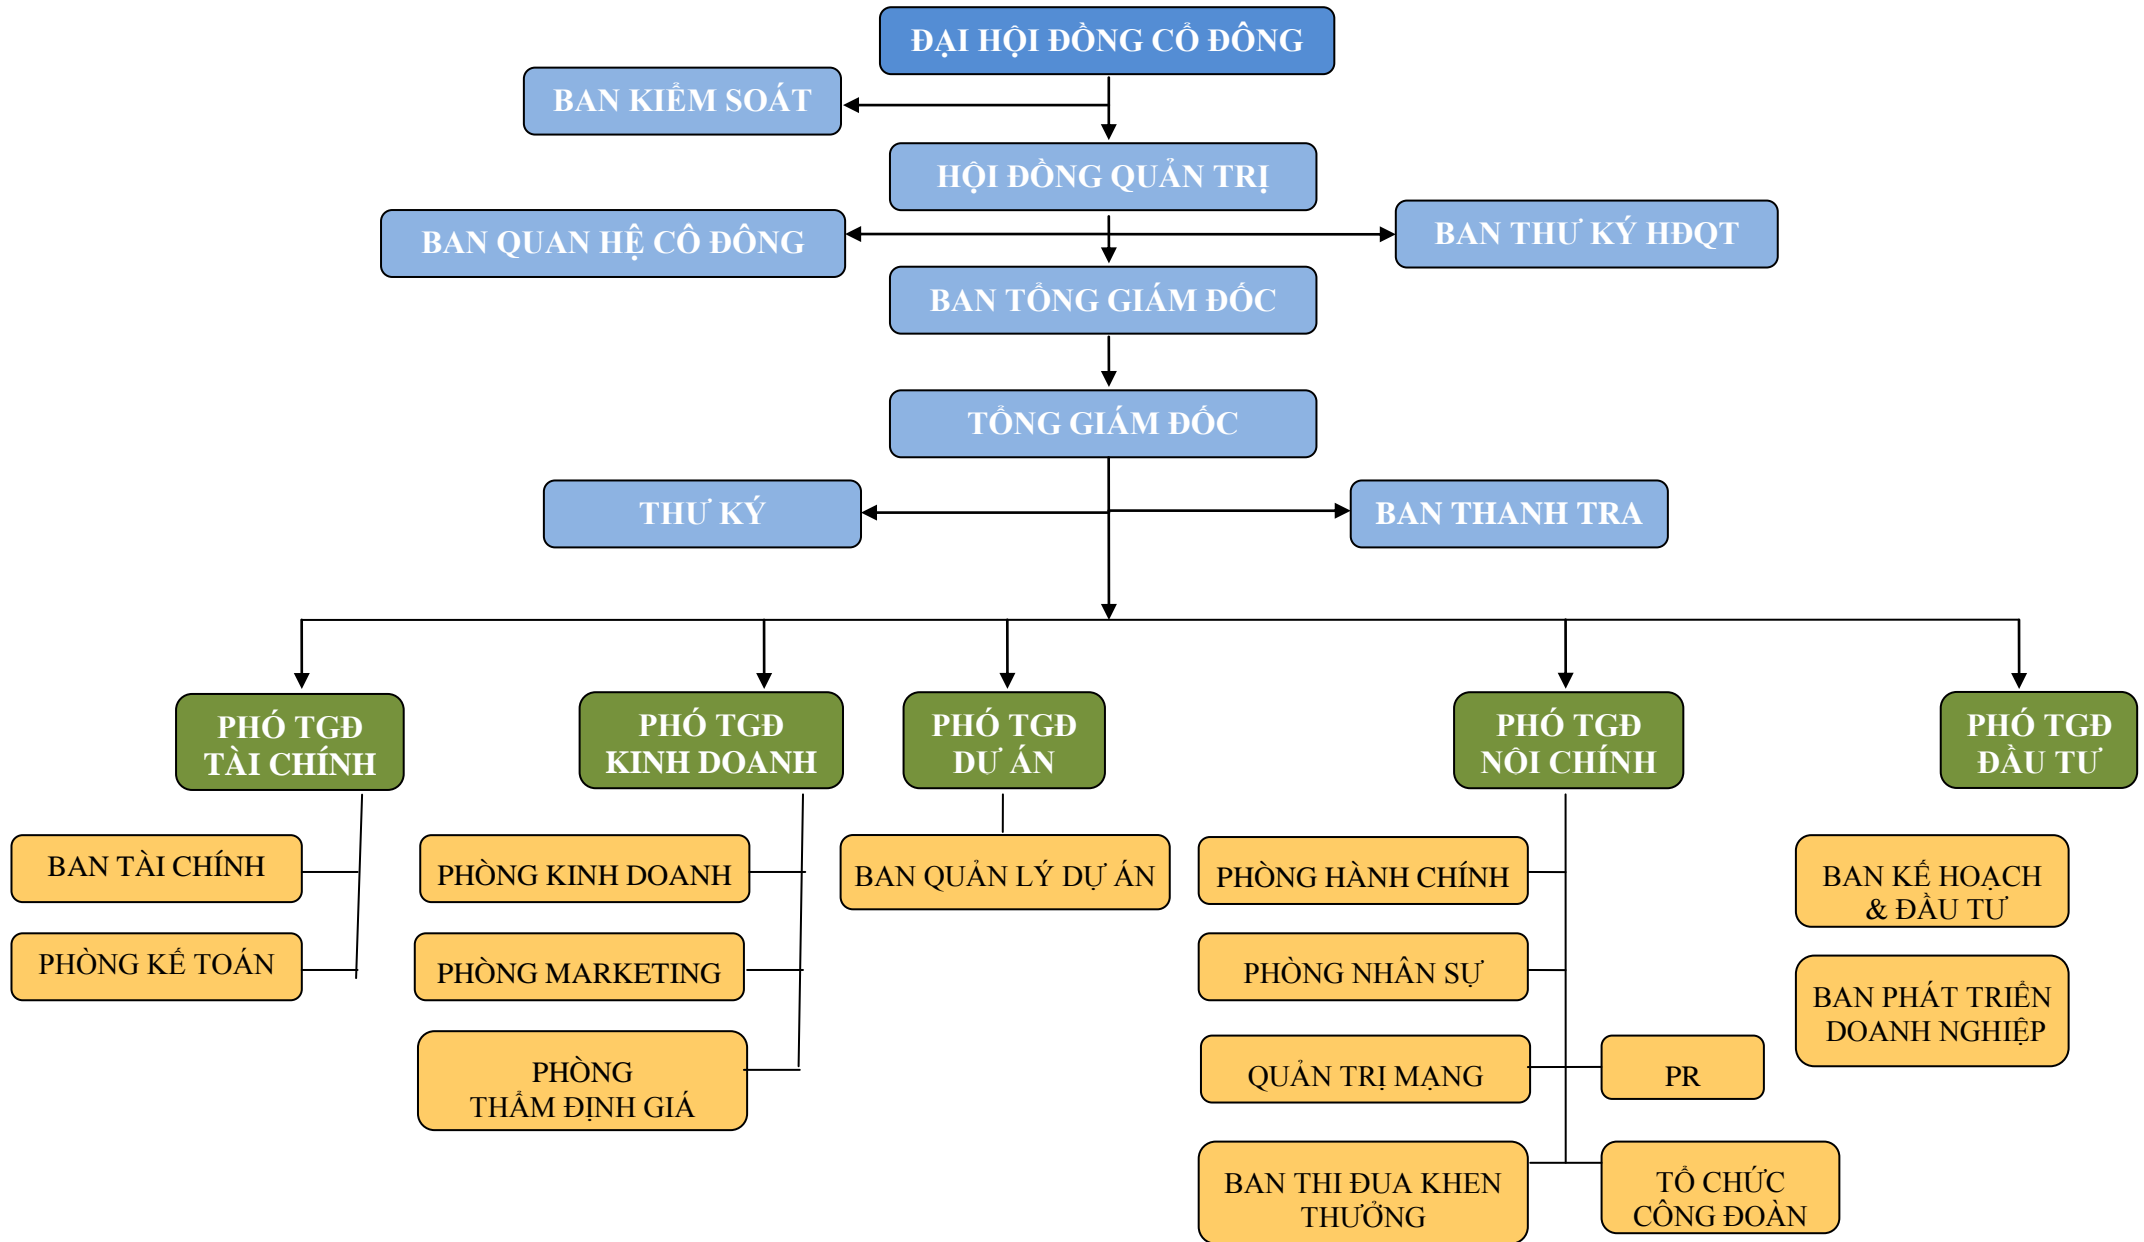 ĐẠI HỘI ĐỒNG CỔ ĐÔNG
BAN KIỂM SOÁT
HỘI ĐỒNG QUẢN TRỊ
BAN QUAN HỆ CÔ ĐÔNG
BAN THƯ KÝ HĐQT
BAN TỔNG GIÁM ĐỐC
TỔNG GIÁM ĐỐC
THƯ KÝ
BAN THANH TRA
PHÓ TGĐ
TÀI CHÍNH
PHÓ TGĐ
KINH DOANH
PHÓ TGĐ
DƯ ÁN
PHÓ TGĐ
NÔI CHÍNH
PHÓ TGĐ
ĐẦU TƯ
BAN TÀI CHÍNH
PHÒNG KINH DOANH
BAN QUẢN LÝ DỰ ÁN
PHÒNG HÀNH CHÍNH
BAN KẾ HOẠCH
& ĐẦU TƯ
PHÒNG KẾ TOÁN
PHÒNG MARKETING
PHÒNG NHÂN SỰ
BAN PHÁT TRIỂN
DOANH NGHIỆP
PHÒNG
THẨM ĐỊNH GIÁ
QUẢN TRỊ MẠNG
PR
BAN THI ĐUA KHEN
THƯỞNG
TỔ CHỨC
CÔNG ĐOÀN